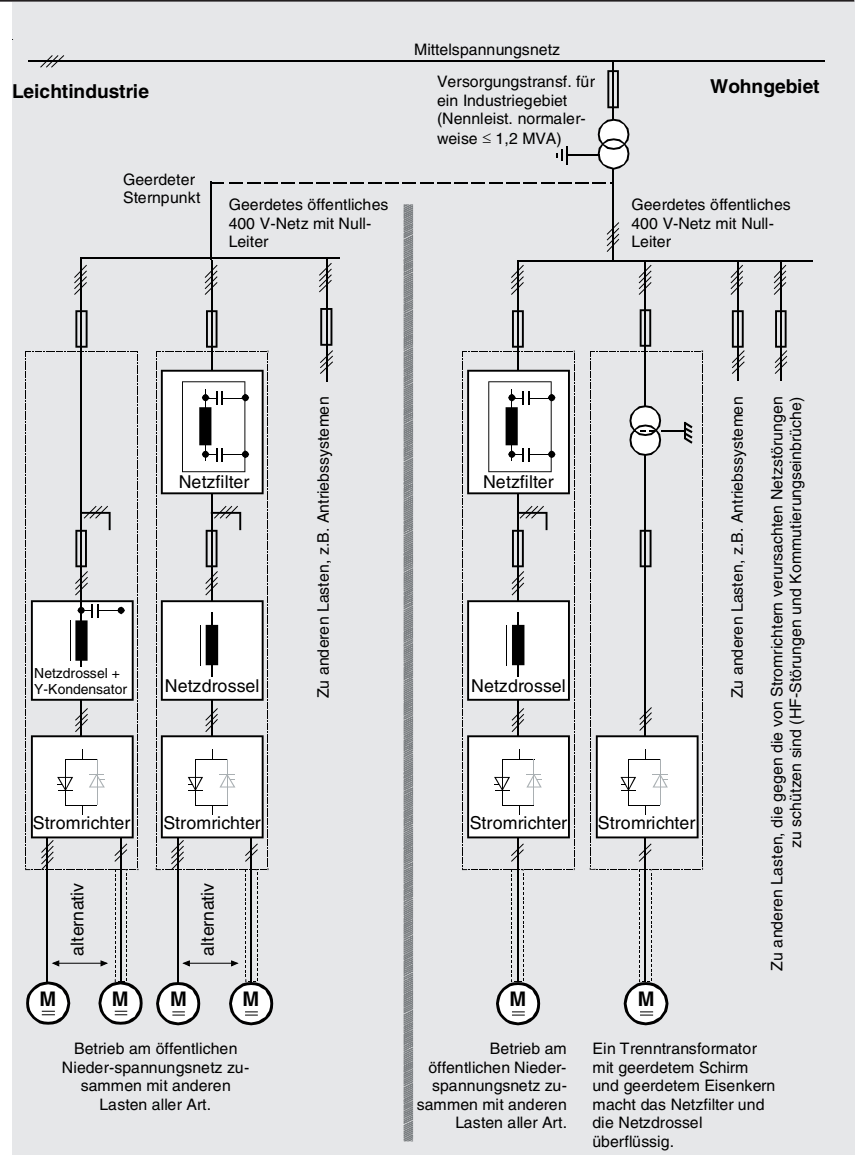 Mittelspannungsnetz
Leichtindustrie
Versorgungstransf. für
ein Industriegebiet
(Nennleist. normaler-
weise ≤ 1,2 MVA)
Wohngebiet
Geerdeter
Sternpunkt
Geerdetes öffentliches
400 V-Netz mit Null-
Leiter
Geerdetes öffentliches
400 V-Netz mit Null-
Leiter
Netzfilter
Netzdrossel +
Y-Kondensator
Netzdrossel
Stromrichter
Stromrichter
Zu anderen Lasten, z.B. Antriebssystemen
alternativ
alternativ
M
M
M
M
Betrieb am öffentlichen
Nieder-spannungsnetz zu-
sammen mit anderen
Lasten aller Art.
Netzfilter
Netzdrossel
Stromrichter
Stromrichter
Zu anderen Lasten, z.B. Antriebssystemen
Zu anderen Lasten, die gegen die von Stromrichtern verursachten Netzstörungen
zu schützen sind (HF-Störungen und Kommutierungseinbrüche)
M
M
Betrieb am
öffentlichen Nieder-
spannungsnetz zu-
sammen mit anderen
Lasten aller Art.
Ein Trenntransformator
mit geerdetem Schirm
und geerdetem Eisenkern
macht das Netzfilter und
die Netzdrossel
überflüssig.